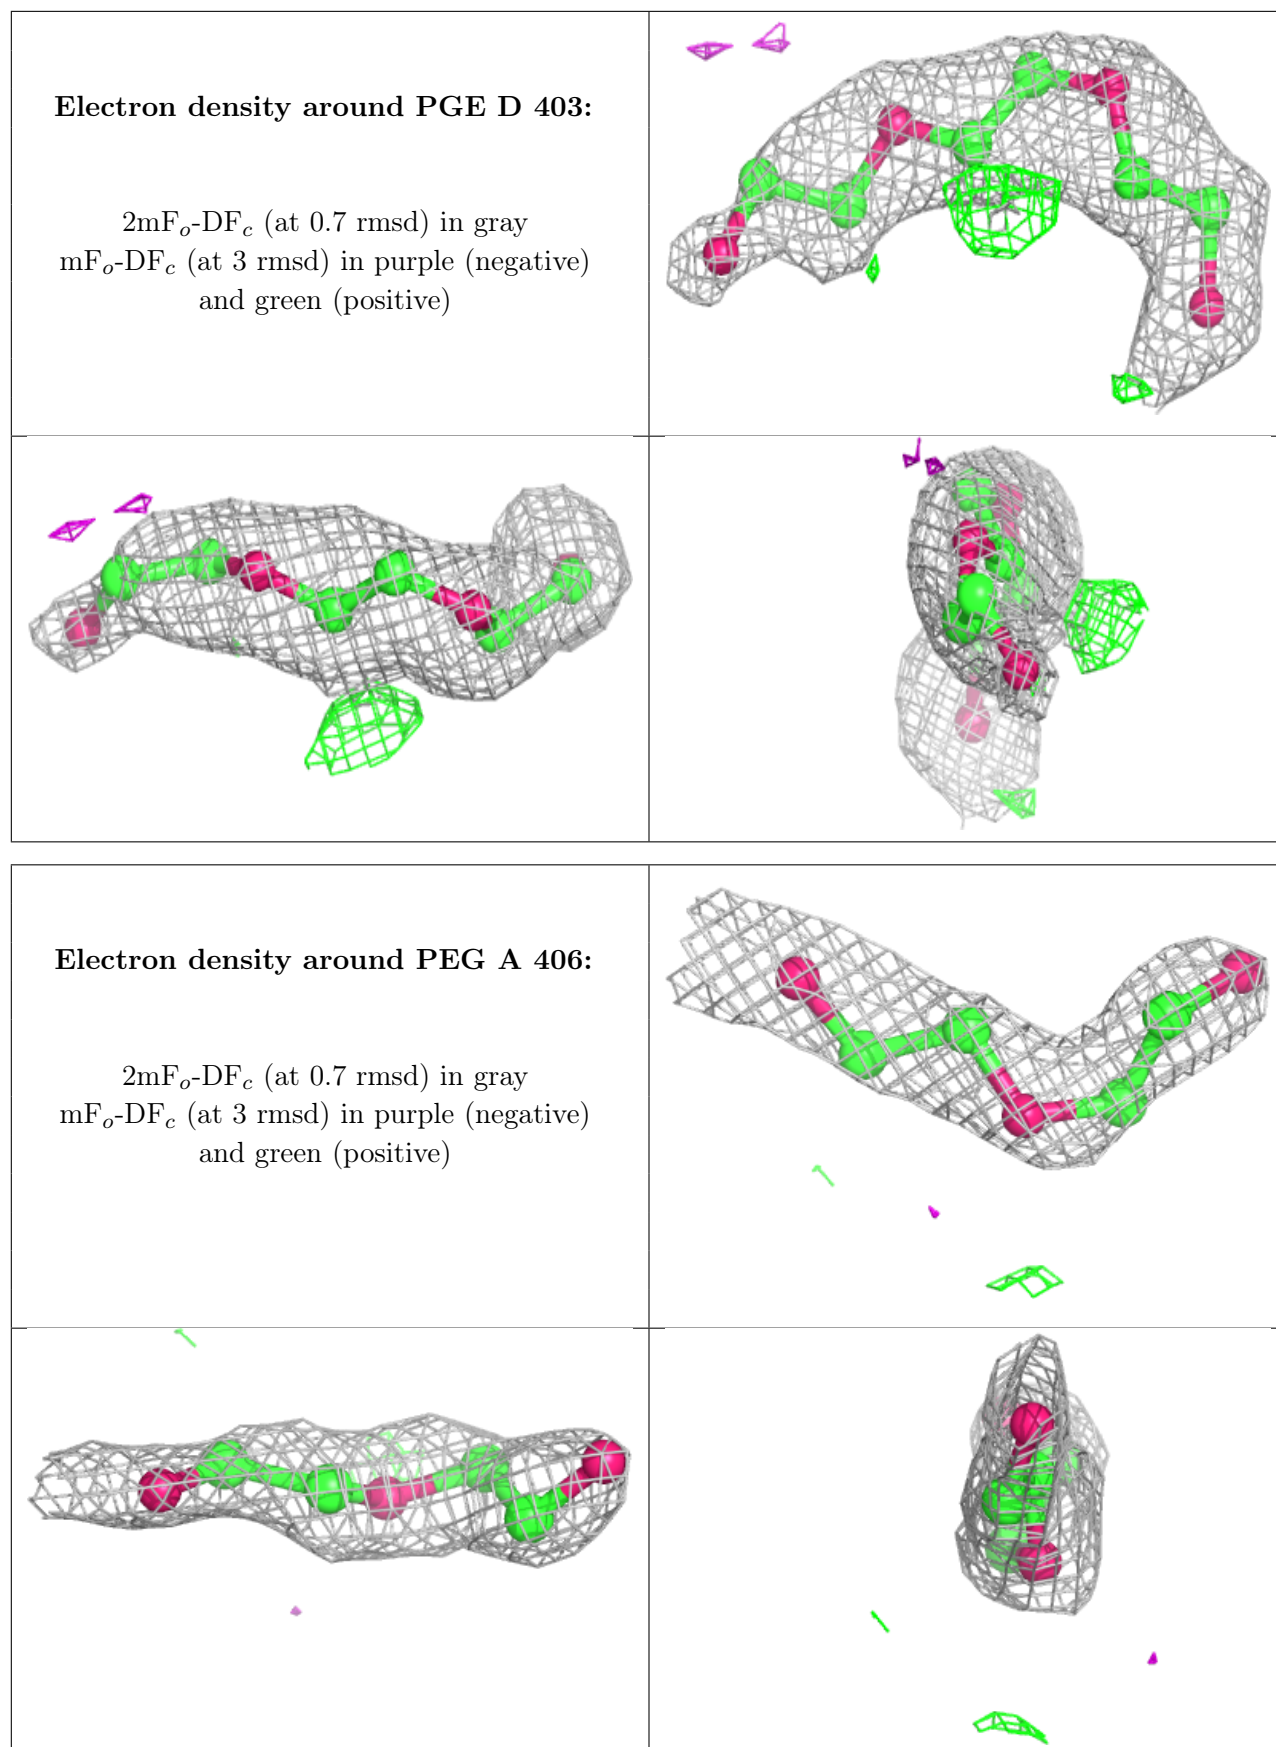 Electron density around PGE D 403:
2mFo-DFc (at 0.7 rmsd) in gray
mFo-DFc (at 3 rmsd) in purple (negative)
and green (positive)
Electron density around PEG A 406:
2mFo-DFc (at 0.7 rmsd) in gray
mFo-DFc (at 3 rmsd) in purple (negative)
and green (positive)